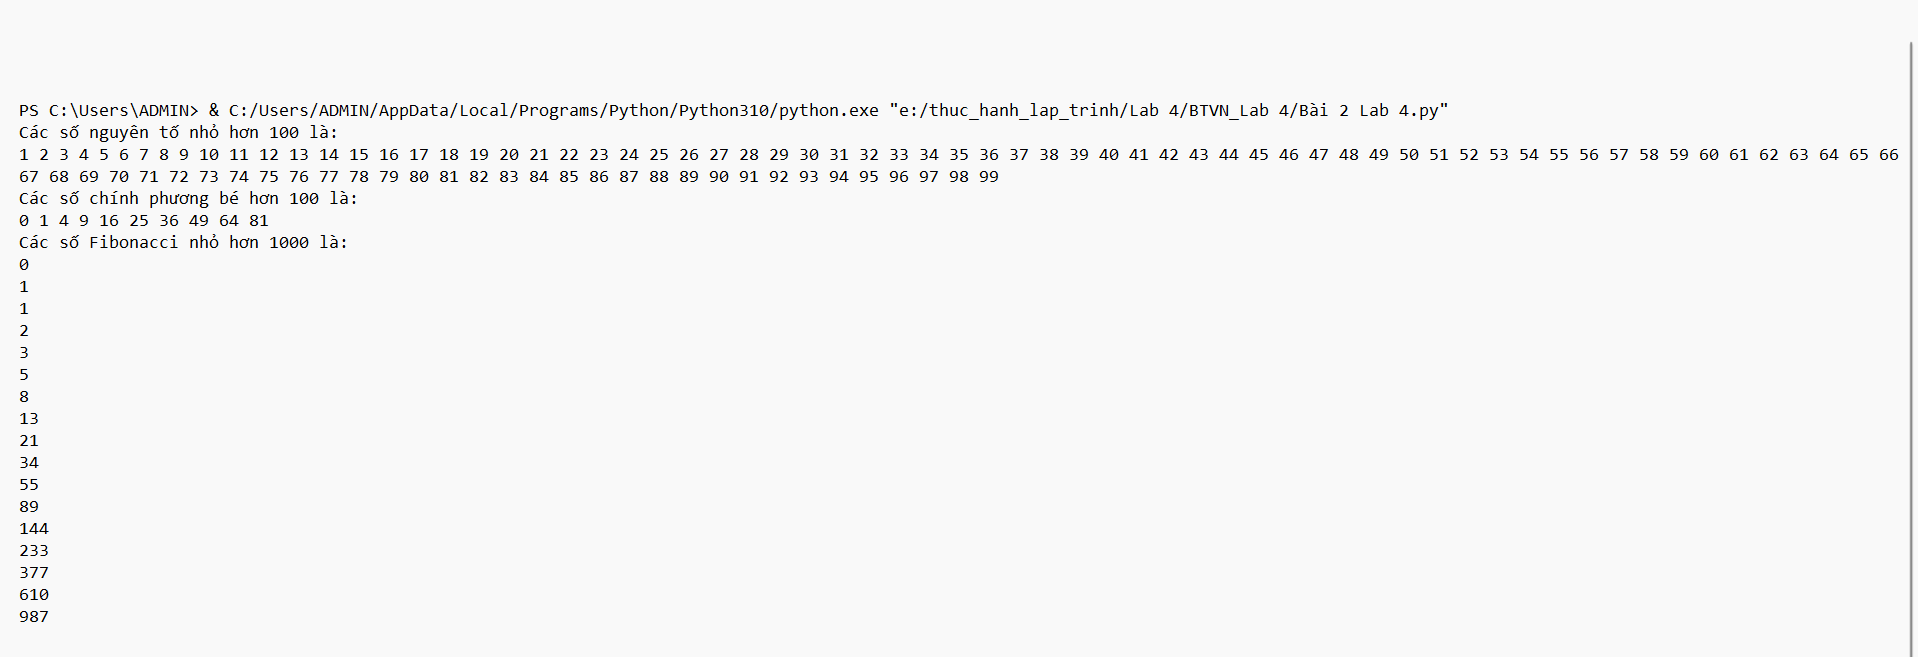 PS C:\Users\ADMIN> & C:/Users/ADMIN/AppData/Local/Programs/Python/Python310/python.exe "e:/thuc_hanh_lap_trinh/Lab 4/BTVN_Lab 4/Bài 2 Lab 4.py"
Các số nguyên tố nhỏ hơn 100 là:
1 2 3 4 5 6 7 8 9 10 11 12 13 14 15 16 17 18 19 20 21 22 23 24 25 26 27 28 29 30 31 32 33 34 35 36 37 38 39 40 41 42 43 44 45 46 47 48 49 50 51 52 53 54 55 56 57 58 59 60 61 62 63 64 65 66
67 68 69 70 71 72 73 74 75 76 77 78 79 80 81 82 83 84 85 86 87 88 89 90 91 92 93 94 95 96 97 98 99
Các số chính phương bé hơn 100 là:
0 1 4 9 16 25 36 49 64 81
Các số Fibonacci nhỏ hơn 1000 là:
0
1
1
2
3
5
8
13
21
34
55
89
144
233
377
610
987